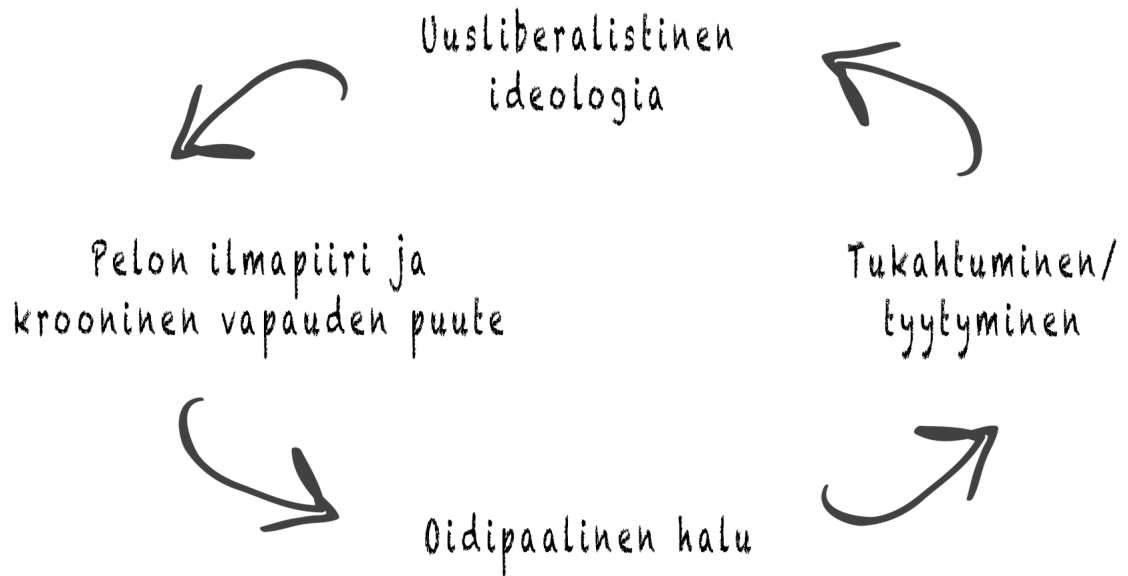 Uusliberalistinen
ideologia
Pelon ilmapiiri ja
krooninen vapauden puute
Tukahtuminen/
tyytyminen
Oidipaalinen halu